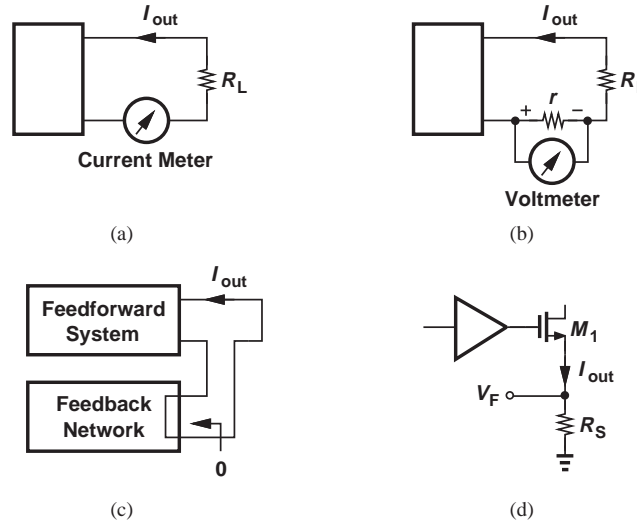 I out
R L
Current Meter
(a)
I out
R
+ r −
Voltmeter
(b)
I out
Feedforward
System
Feedback
Network
0
(c)
M 1
I out
V F
R S
(d)